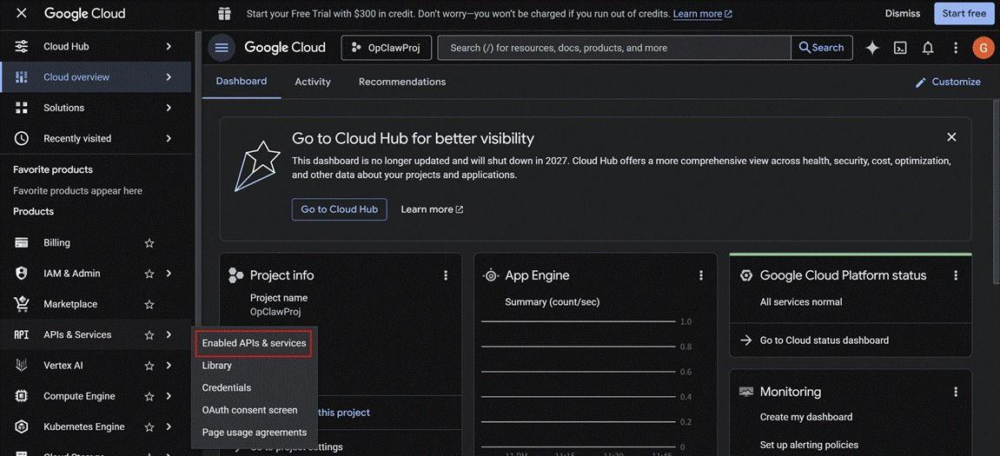 Google Cloud
Start your Free Trial with $300 in credit. Don't worry—you won't be charged if you run out of credits. Learn more
Dismiss
Start free
Cloud Hub
Cloud overview
Solutions
Recently visited
Favorite products
Favorite products appear here
Products
Billing
IAM & Admin
Marketplace
API
APIs & Services
Vertex AI
Compute Engine
Kubernetes Engine
Cloud Storage
Enabled APIs & services
Library
Credentials
OAuth consent screen
Page usage agreements
Google Cloud
OpClawProj
Search (/) for resources, docs, products, and more
Search
G
Dashboard
Activity
Recommendations
Customize
Go to Cloud Hub for better visibility
This dashboard is no longer updated and will shut down in 2027. Cloud Hub offers a more comprehensive view across health, security, cost, optimization,
and other data about your projects and applications.
Go to Cloud Hub
Learn more
Project info
Project name
OpClawProj
this project
Go to project settings
App Engine
Summary (count/sec)
1.0
0.8
0.6
0.4
0.2
0
11 PM
11:15
11:30
11:45
Google Cloud Platform status
All services normal
Go to Cloud status dashboard
Monitoring
Create my dashboard
Set up alerting policies